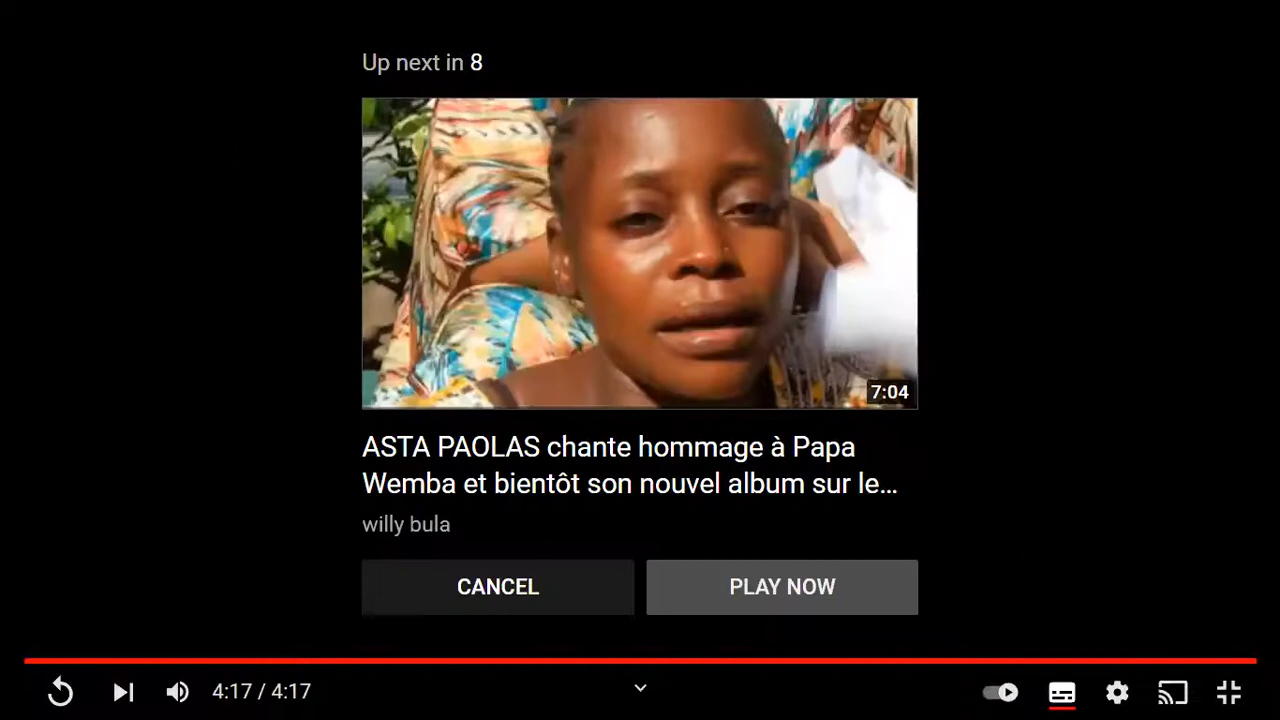 Up next in 8
7:04
ASTA PAOLAS chante hommage à Papa
Wemba et bientôt son nouvel album sur le…
willy bula
CANCEL
PLAY NOW
4:17 / 4:17